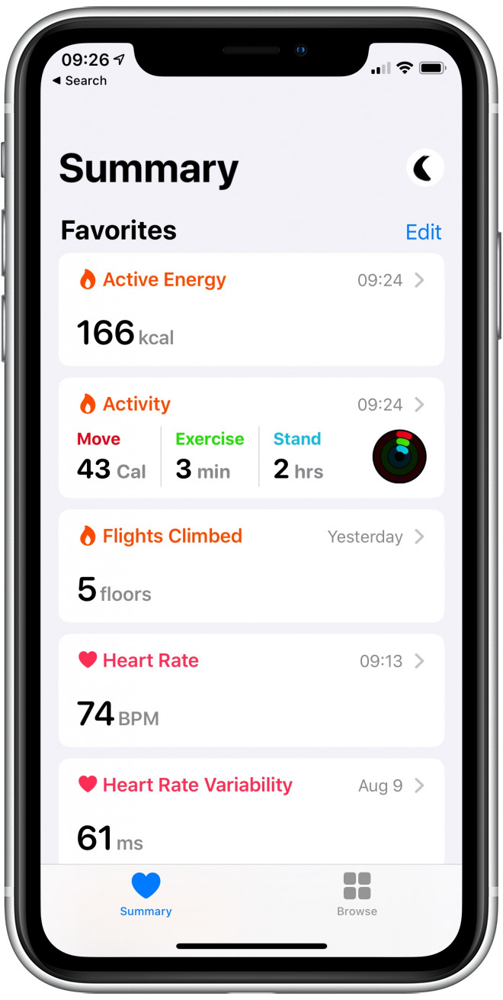 09:26
Search
Summary
Favorites Edit
Active Energy 09:24
166 kcal
Activity 09:24
Move Exercise Stand
43 Cal 3 min 2 hrs
Flights Climbed Yesterday
5 floors
Heart Rate 09:13
74 BPM
Heart Rate Variability Aug 9
61 ms
Summary Browse